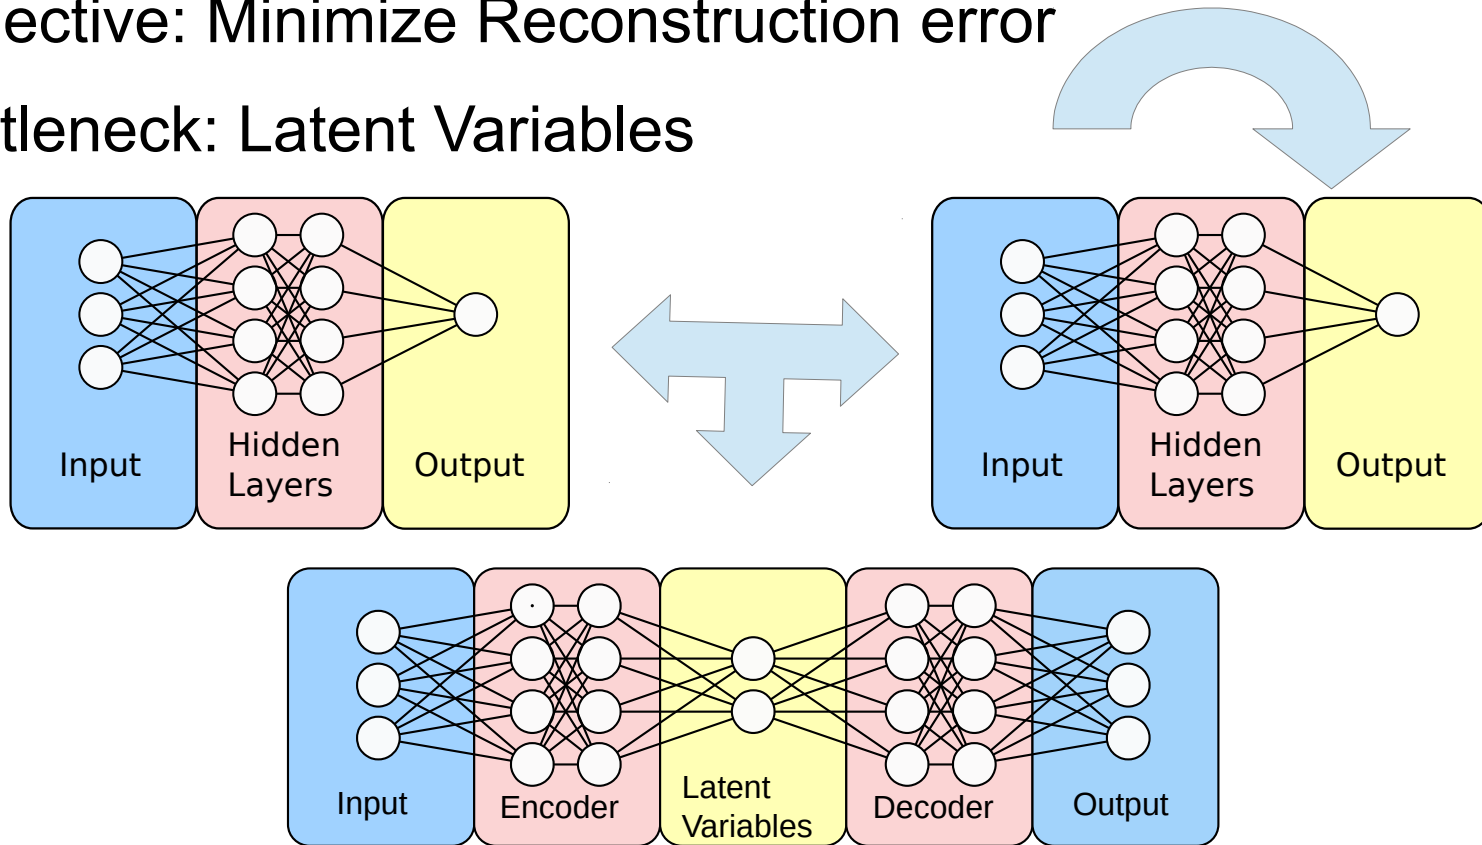 ective: Minimize Reconstruction error
tleneck: Latent Variables
Input
Hidden
Layers
Output
Input
Hidden
Layers
Output
Input
Encoder
Latent
Variables
Decoder
Output